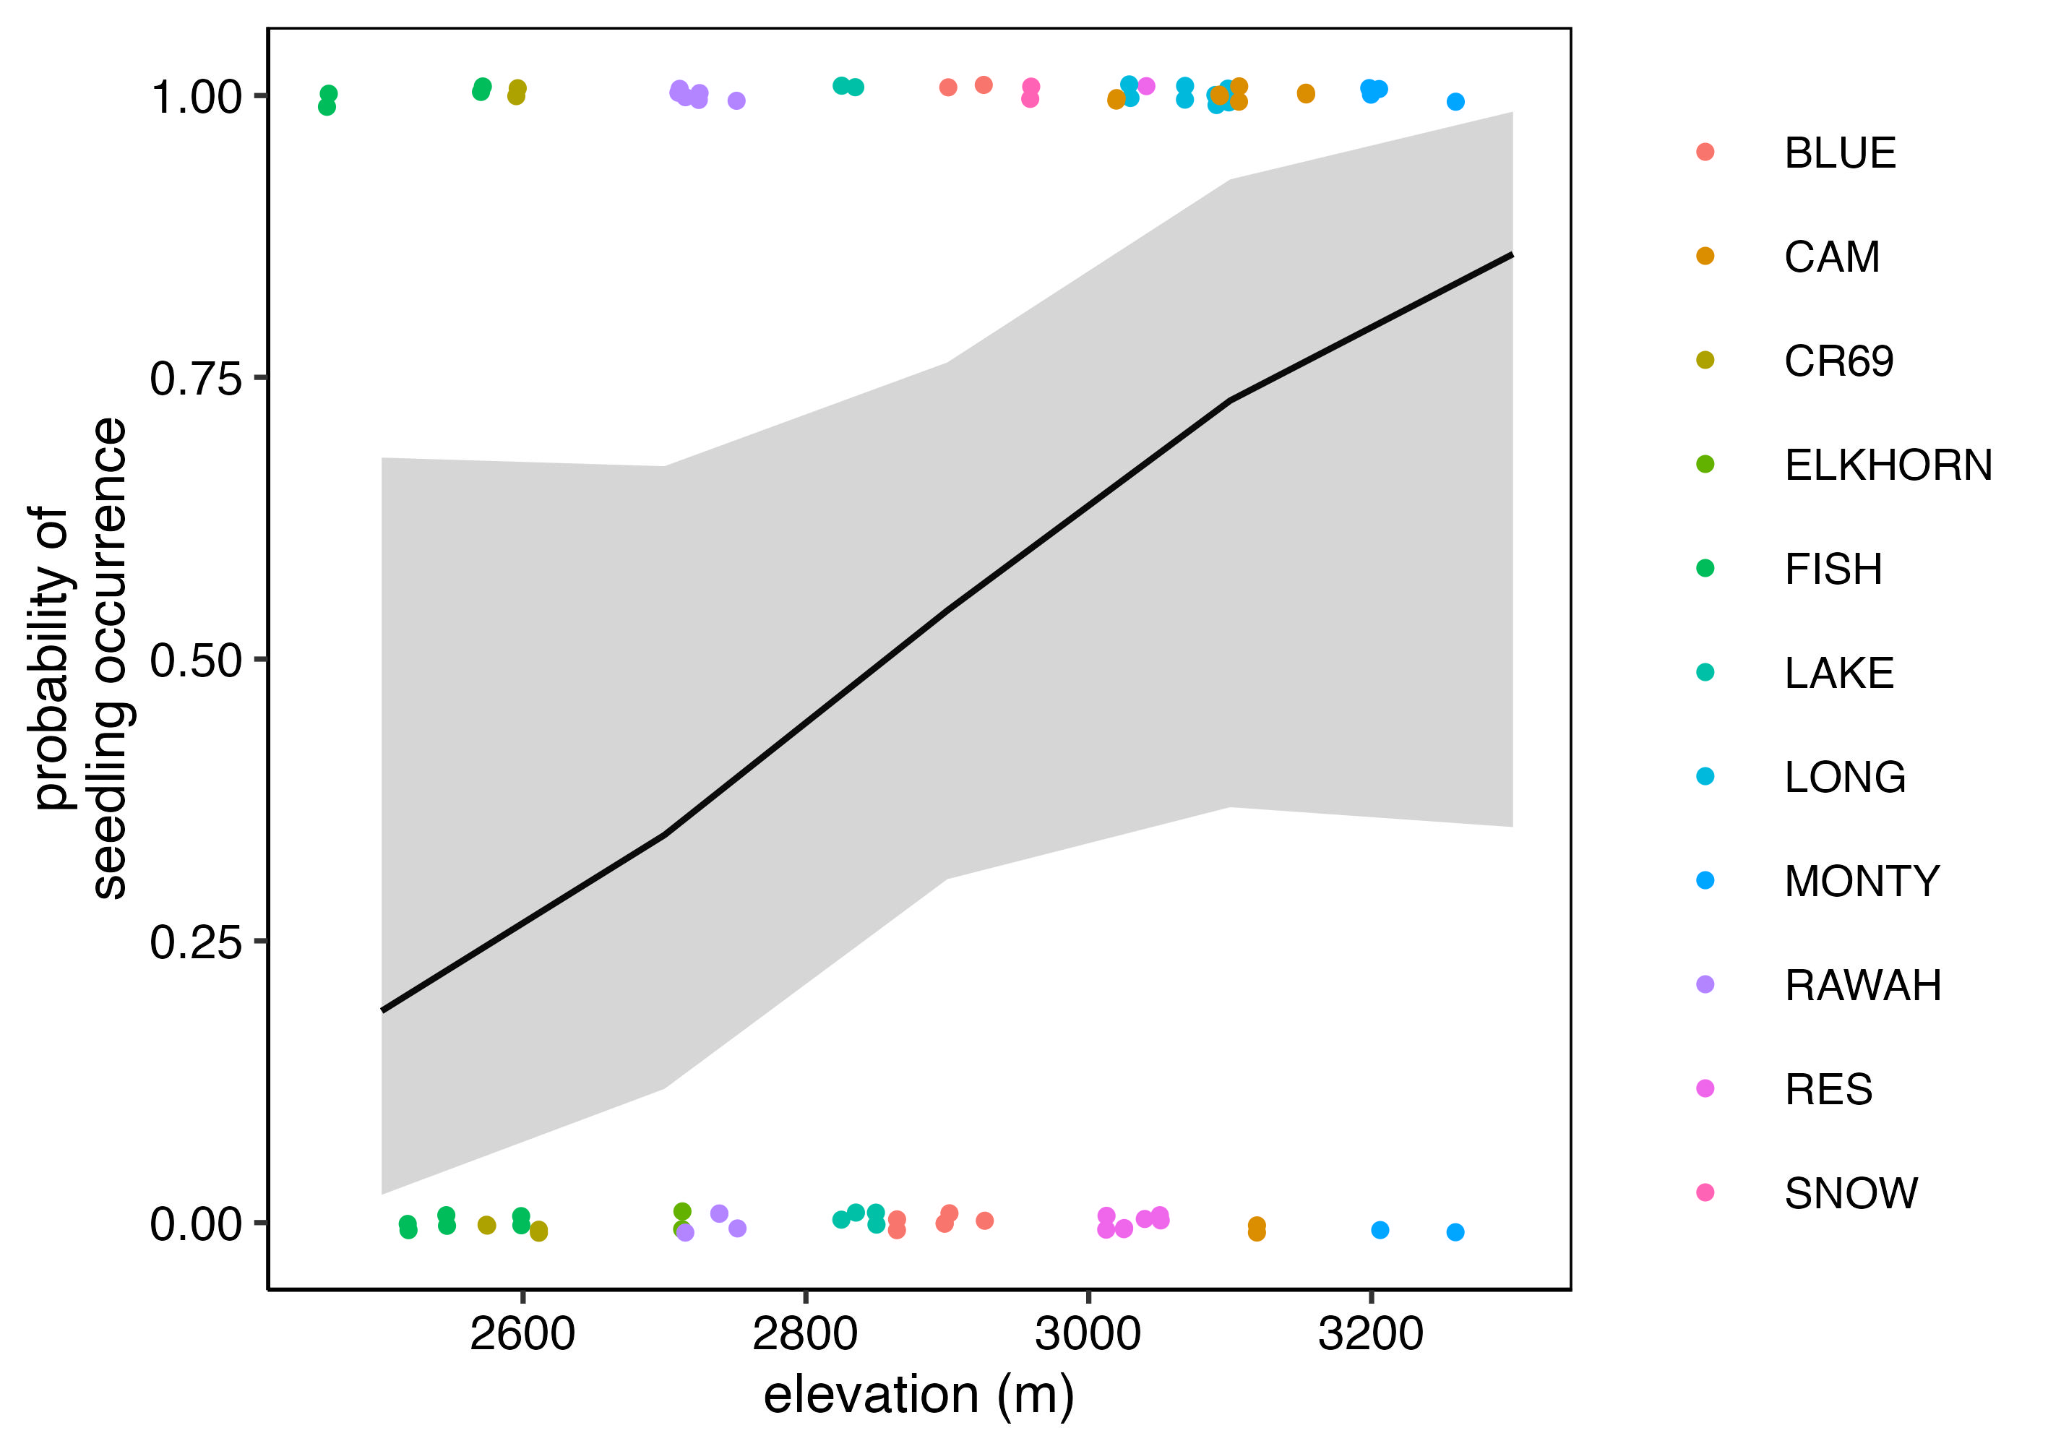 1.00
0.75
0.50
0.25
0.00
probability of
seedling occurrence
2600 2800 3000 3200
elevation (m)
BLUE
CAM
CR69
ELKHORN
FISH
LAKE
LONG
MONTY
RAWAH
RES
SNOW